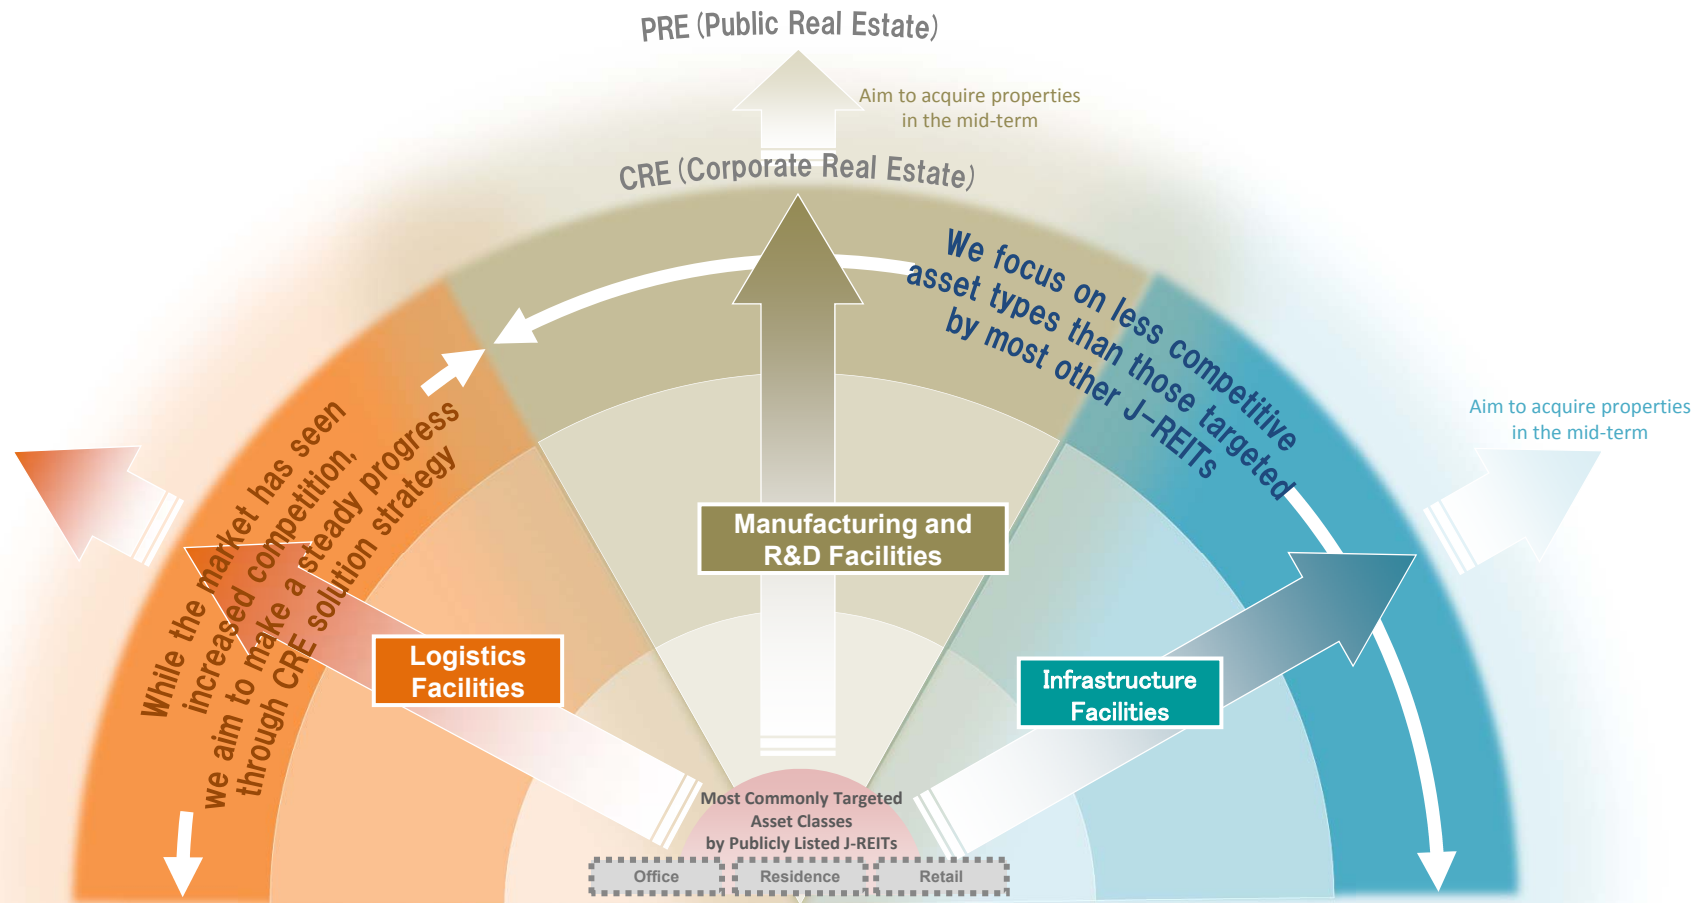 PRE (Public Real Estate)
Aim to acquire properties
in the mid-term
CRE (Corporate Real Estate)
We focus on less competitive
asset types than those targeted
by most other J-REITs
Aim to acquire properties
in the mid-term
While the market has seen
increased competition,
we aim to make a steady progress
through CRE solution strategy
Manufacturing and
R&D Facilities
Logistics
Facilities
Infrastructure
Facilities
Most Commonly Targeted
Asset Classes
by Publicly Listed J-REITs
Office
Residence
Retail